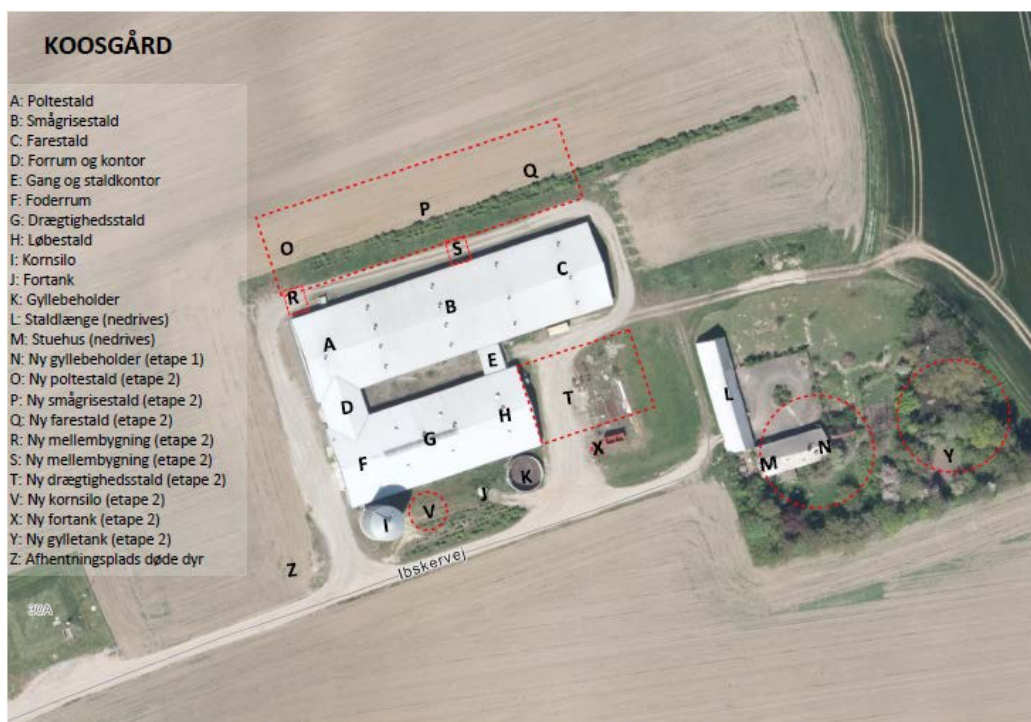 KOOSGÅRD
A: Poltestald
B: Smågrisestald
C: Farestald
D: Forrum og kontor
E: Gang og staldkontor
F: Foderrum
G: Drægtighedsstald
H: Løbestald
I: Kornsilo
J: Fortank
K: Gyllebeholder
L: Staldlænge (nedrives)
M: Stuehus (nedrives)
N: Ny gyllebeholder (etape 1)
O: Ny poltestald (etape 2)
P: Ny smågrisestald (etape 2)
Q: Ny farestald (etape 2)
R: Ny mellembygning (etape 2)
S: Ny mellembygning (etape 2)
T: Ny drægtighedsstald (etape 2)
V: Ny kornsilo (etape 2)
X: Ny fortank (etape 2)
Y: Ny gylletank (etape 2)
Z: Afhentningsplads døde dyr
Q
P
O
S
R
C
B
A
E
D
T
L
H
G
F
X
M
N
Y
K
J
V
I
Ibskervej
Z
30A